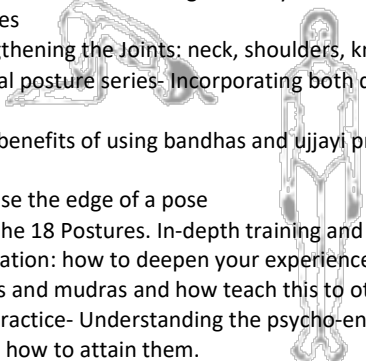 es
gthening the Joints: neck, shoulders, kn
al posture series- Incorporating both d
benefits of using bandhas and ujjayi pr
se the edge of a pose
he 18 Postures. In-depth training and
ation: how to deepen your experience
s and mudras and how teach this to ot
ractice- Understanding the psycho-en
how to attain them.